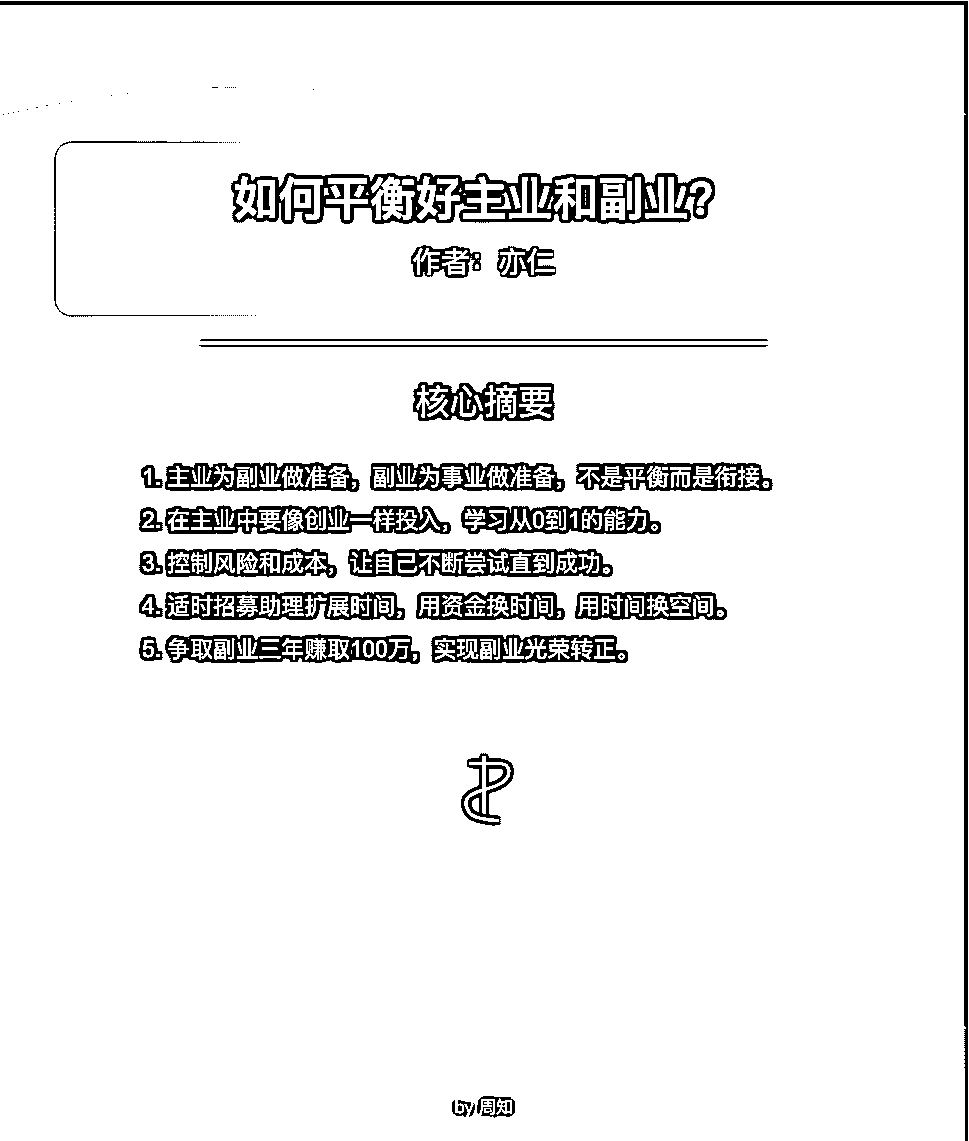 如何平衡好主业和副业?
作者：亦仁
核心摘要
1. 主业为副业做准备，副业为事业做准备，不是平衡而是衔接。
2. 在主业中要像创业一样投入，学习从0到1的能力。
3. 控制风险和成本，让自己不断尝试直到成功。
4. 适时招募助理扩展时间，用资金换时间，用时间换空间。
5. 争取副业三年赚取100万，实现副业光荣转正。
by 周知